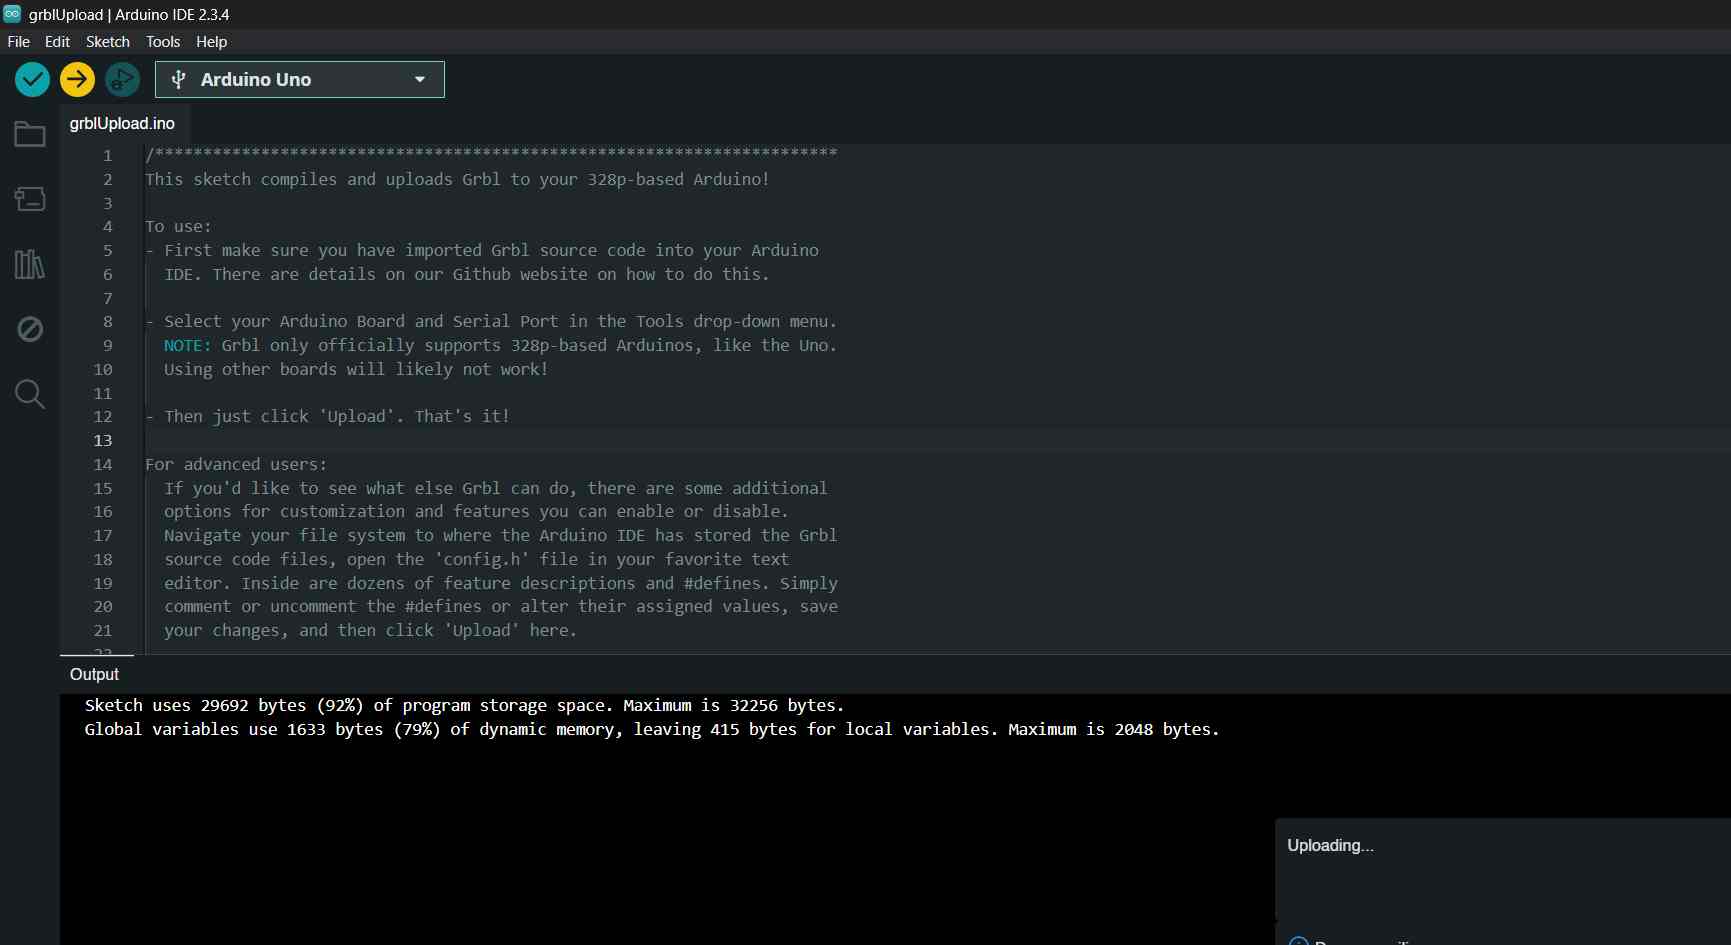 grblUpload | Arduino IDE 2.3.4
File Edit Sketch Tools Help
Arduino Uno
grblUpload.ino
1 /***********************************************************************
2 This sketch compiles and uploads Grbl to your 328p-based Arduino!
3
4 To use:
5 - First make sure you have imported Grbl source code into your Arduino
6 IDE. There are details on our Github website on how to do this.
7
8 - Select your Arduino Board and Serial Port in the Tools drop-down menu.
9 NOTE: Grbl only officially supports 328p-based Arduinos, like the Uno.
10 Using other boards will likely not work!
11
12 - Then just click 'Upload'. That's it!
13
14 For advanced users:
15 If you'd like to see what else Grbl can do, there are some additional
16 options for customization and features you can enable or disable.
17 Navigate your file system to where the Arduino IDE has stored the Grbl
18 source code files, open the 'config.h' file in your favorite text
19 editor. Inside are dozens of feature descriptions and #defines. Simply
20 comment or uncomment the #defines or alter their assigned values, save
21 your changes, and then click 'Upload' here.
22
Output
Sketch uses 29692 bytes (92%) of program storage space. Maximum is 32256 bytes.
Global variables use 1633 bytes (79%) of dynamic memory, leaving 415 bytes for local variables. Maximum is 2048 bytes.
Uploading...